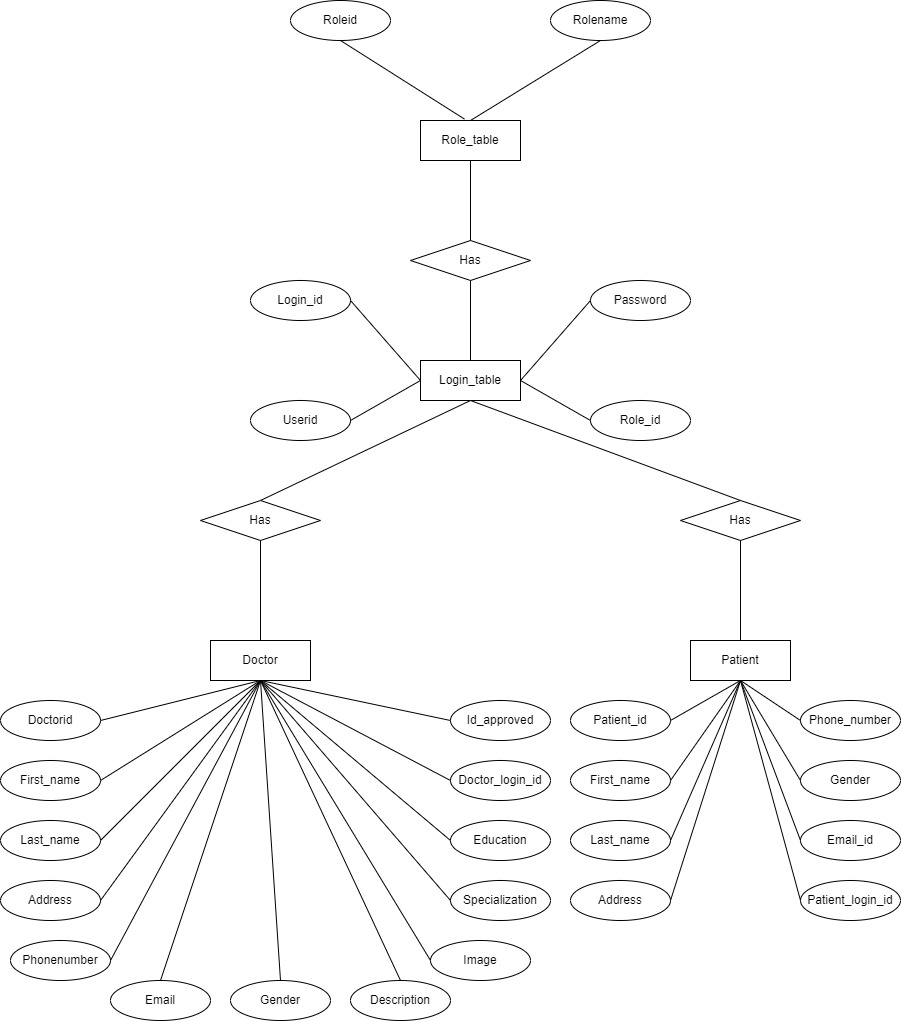 Roleid
Rolename
Role_table
Has
Login_id
Password
Login_table
Userid
Role_id
Has
Has
Doctor
Patient
Doctorid
Id_approved
Patient_id
Phone_number
First_name
Doctor_login_id
First_name
Gender
Last_name
Education
Last_name
Email_id
Address
Specialization
Address
Patient_login_id
Phonenumber
Image
Email
Gender
Description